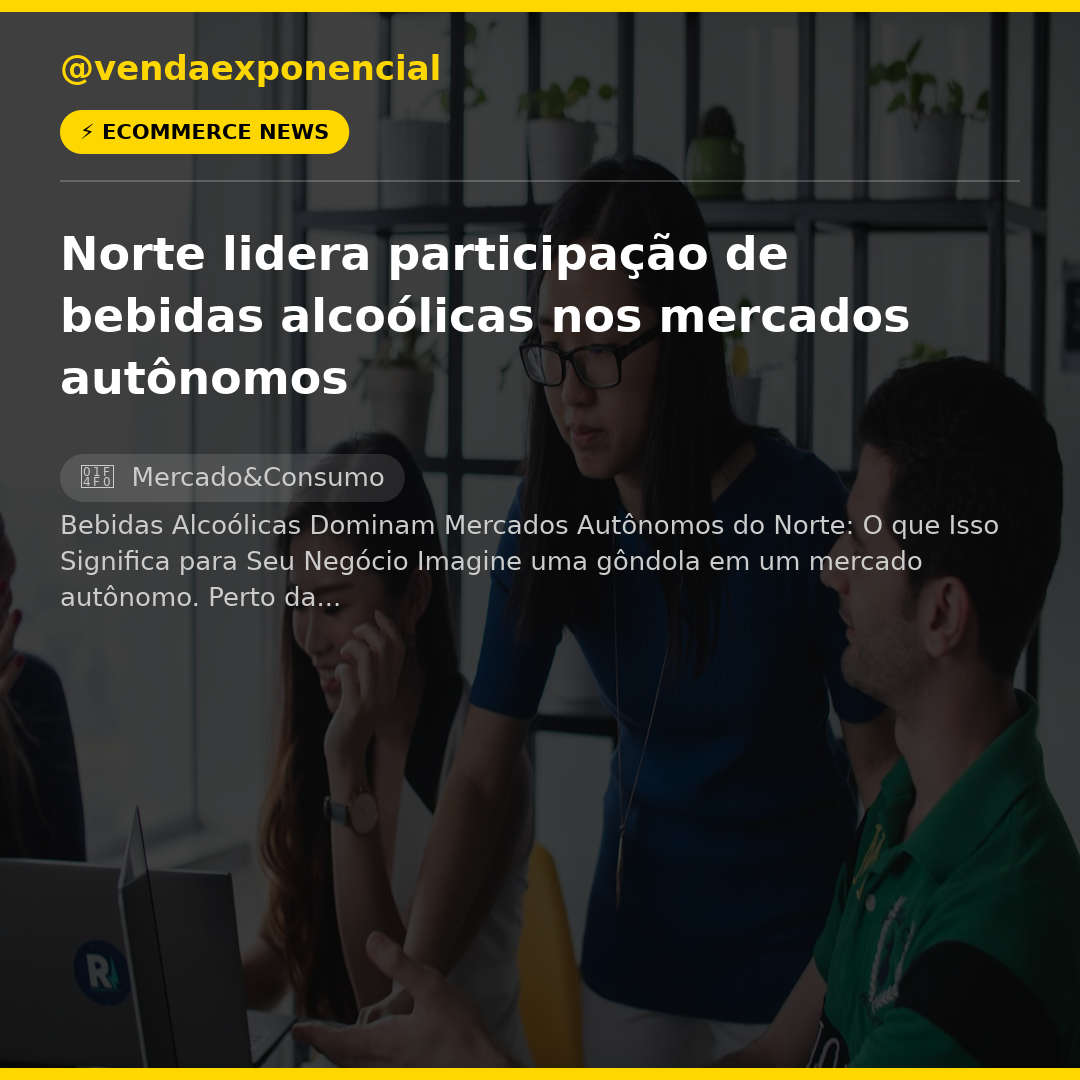 @vendaexponencial
⚡ ECOMMERCE NEWS
Norte lidera participação de
bebidas alcoólicas nos mercados
autônomos
Mercado&Consumo
Bebidas Alcoólicas Dominam Mercados Autônomos do Norte: O que Isso
Significa para Seu Negócio Imagine uma gôndola em um mercado
autônomo. Perto da...
R